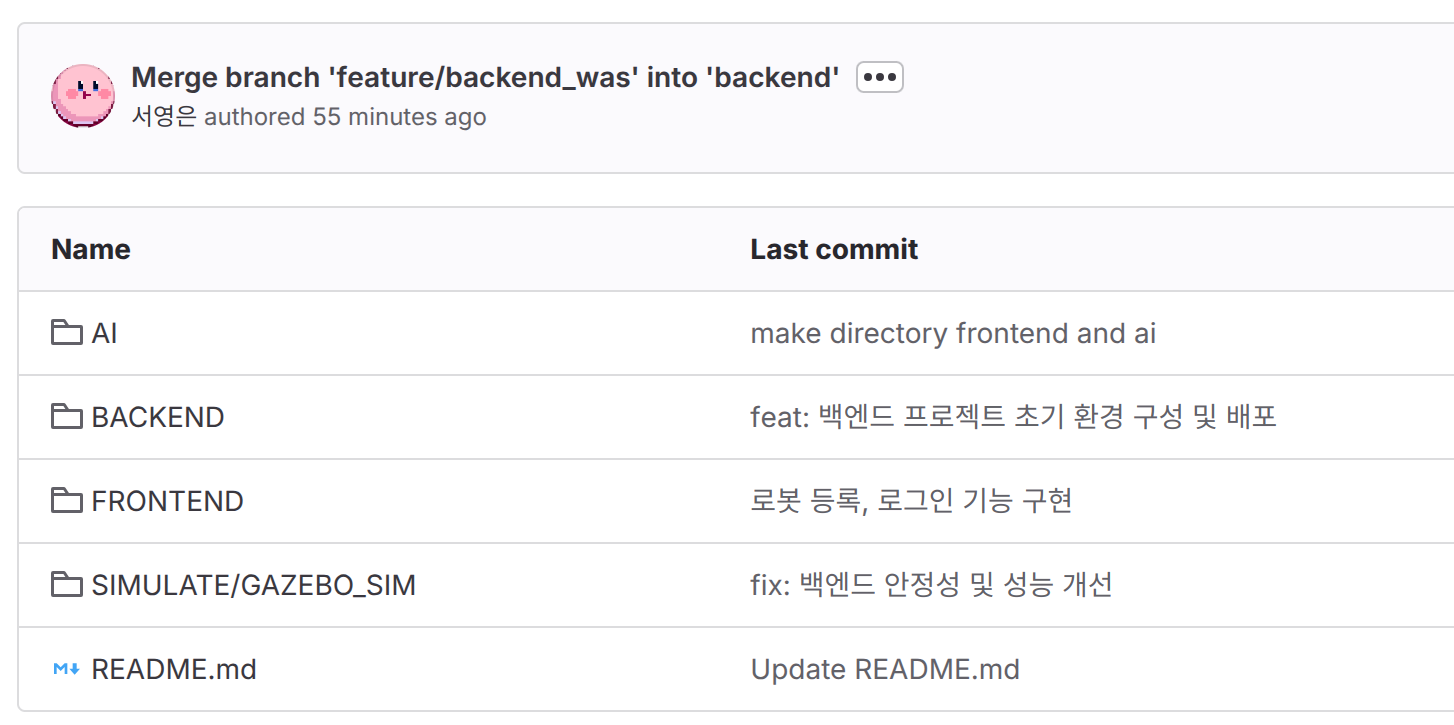 Merge branch 'feature/backend_was' into 'backend'
서영은 authored 55 minutes ago
Name Last commit
AI make directory frontend and ai
BACKEND feat: 백엔드 프로젝트 초기 환경 구성 및 배포
FRONTEND 로봇 등록, 로그인 기능 구현
SIMULATE/GAZEBO_SIM fix: 백엔드 안정성 및 성능 개선
README.md Update README.md